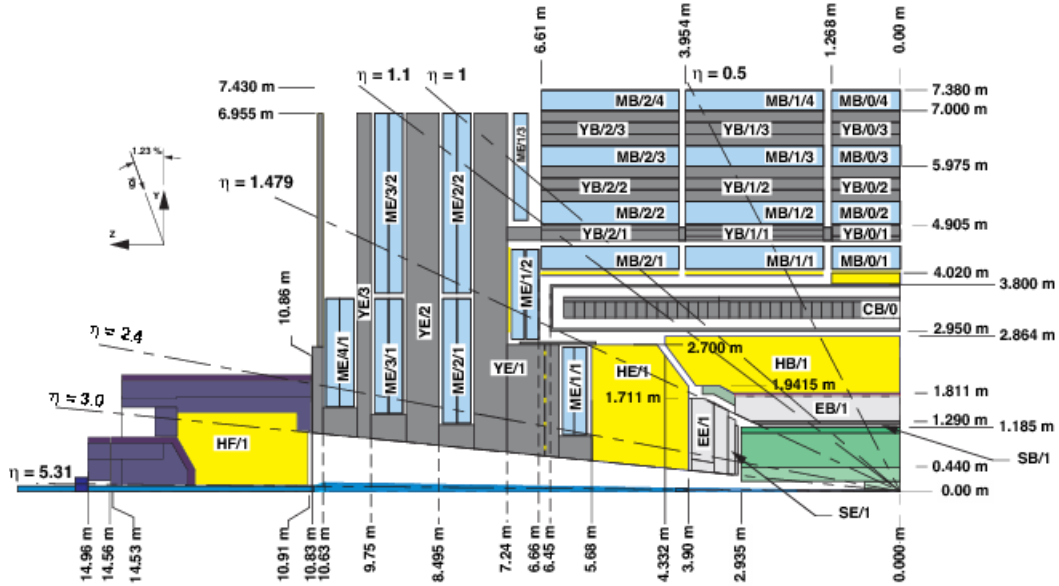 6.61 m
3.954 m
1.268 m
0.00 m
η = 1.1
η = 1
η = 0.5
7.430 m
6.955 m
7.380 m
7.000 m
5.975 m
4.905 m
4.020 m
3.800 m
2.950 m
2.864 m
1.811 m
1.290 m
1.185 m
0.440 m
0.00 m
MB/2/4
MB/1/4
MB/0/4
YB/2/3
YB/1/3
YB/0/3
MB/2/3
MB/1/3
MB/0/3
YB/2/2
YB/1/2
YB/0/2
MB/2/2
MB/1/2
MB/0/2
YB/2/1
YB/1/1
YB/0/1
MB/2/1
MB/1/1
MB/0/1
CB/0
1.23 %
g
Y
Z
η = 1.479
η = 2.4
η = 3.0
η = 5.31
10.86 m
ME/4/1
YE/3
ME/3/2
ME/3/1
YE/2
ME/2/2
ME/2/1
YE/1
ME/1/3
ME/1/2
ME/1/1
HE/1
2.700 m
HB/1
1.9415 m
1.711 m
EB/1
EE/1
HF/1
SB/1
SE/1
14.96 m
14.56 m
14.53 m
10.91 m
10.83 m
10.63 m
9.75 m
8.495 m
7.24 m
6.66 m
6.45 m
5.68 m
4.332 m
3.90 m
2.935 m
0.000 m